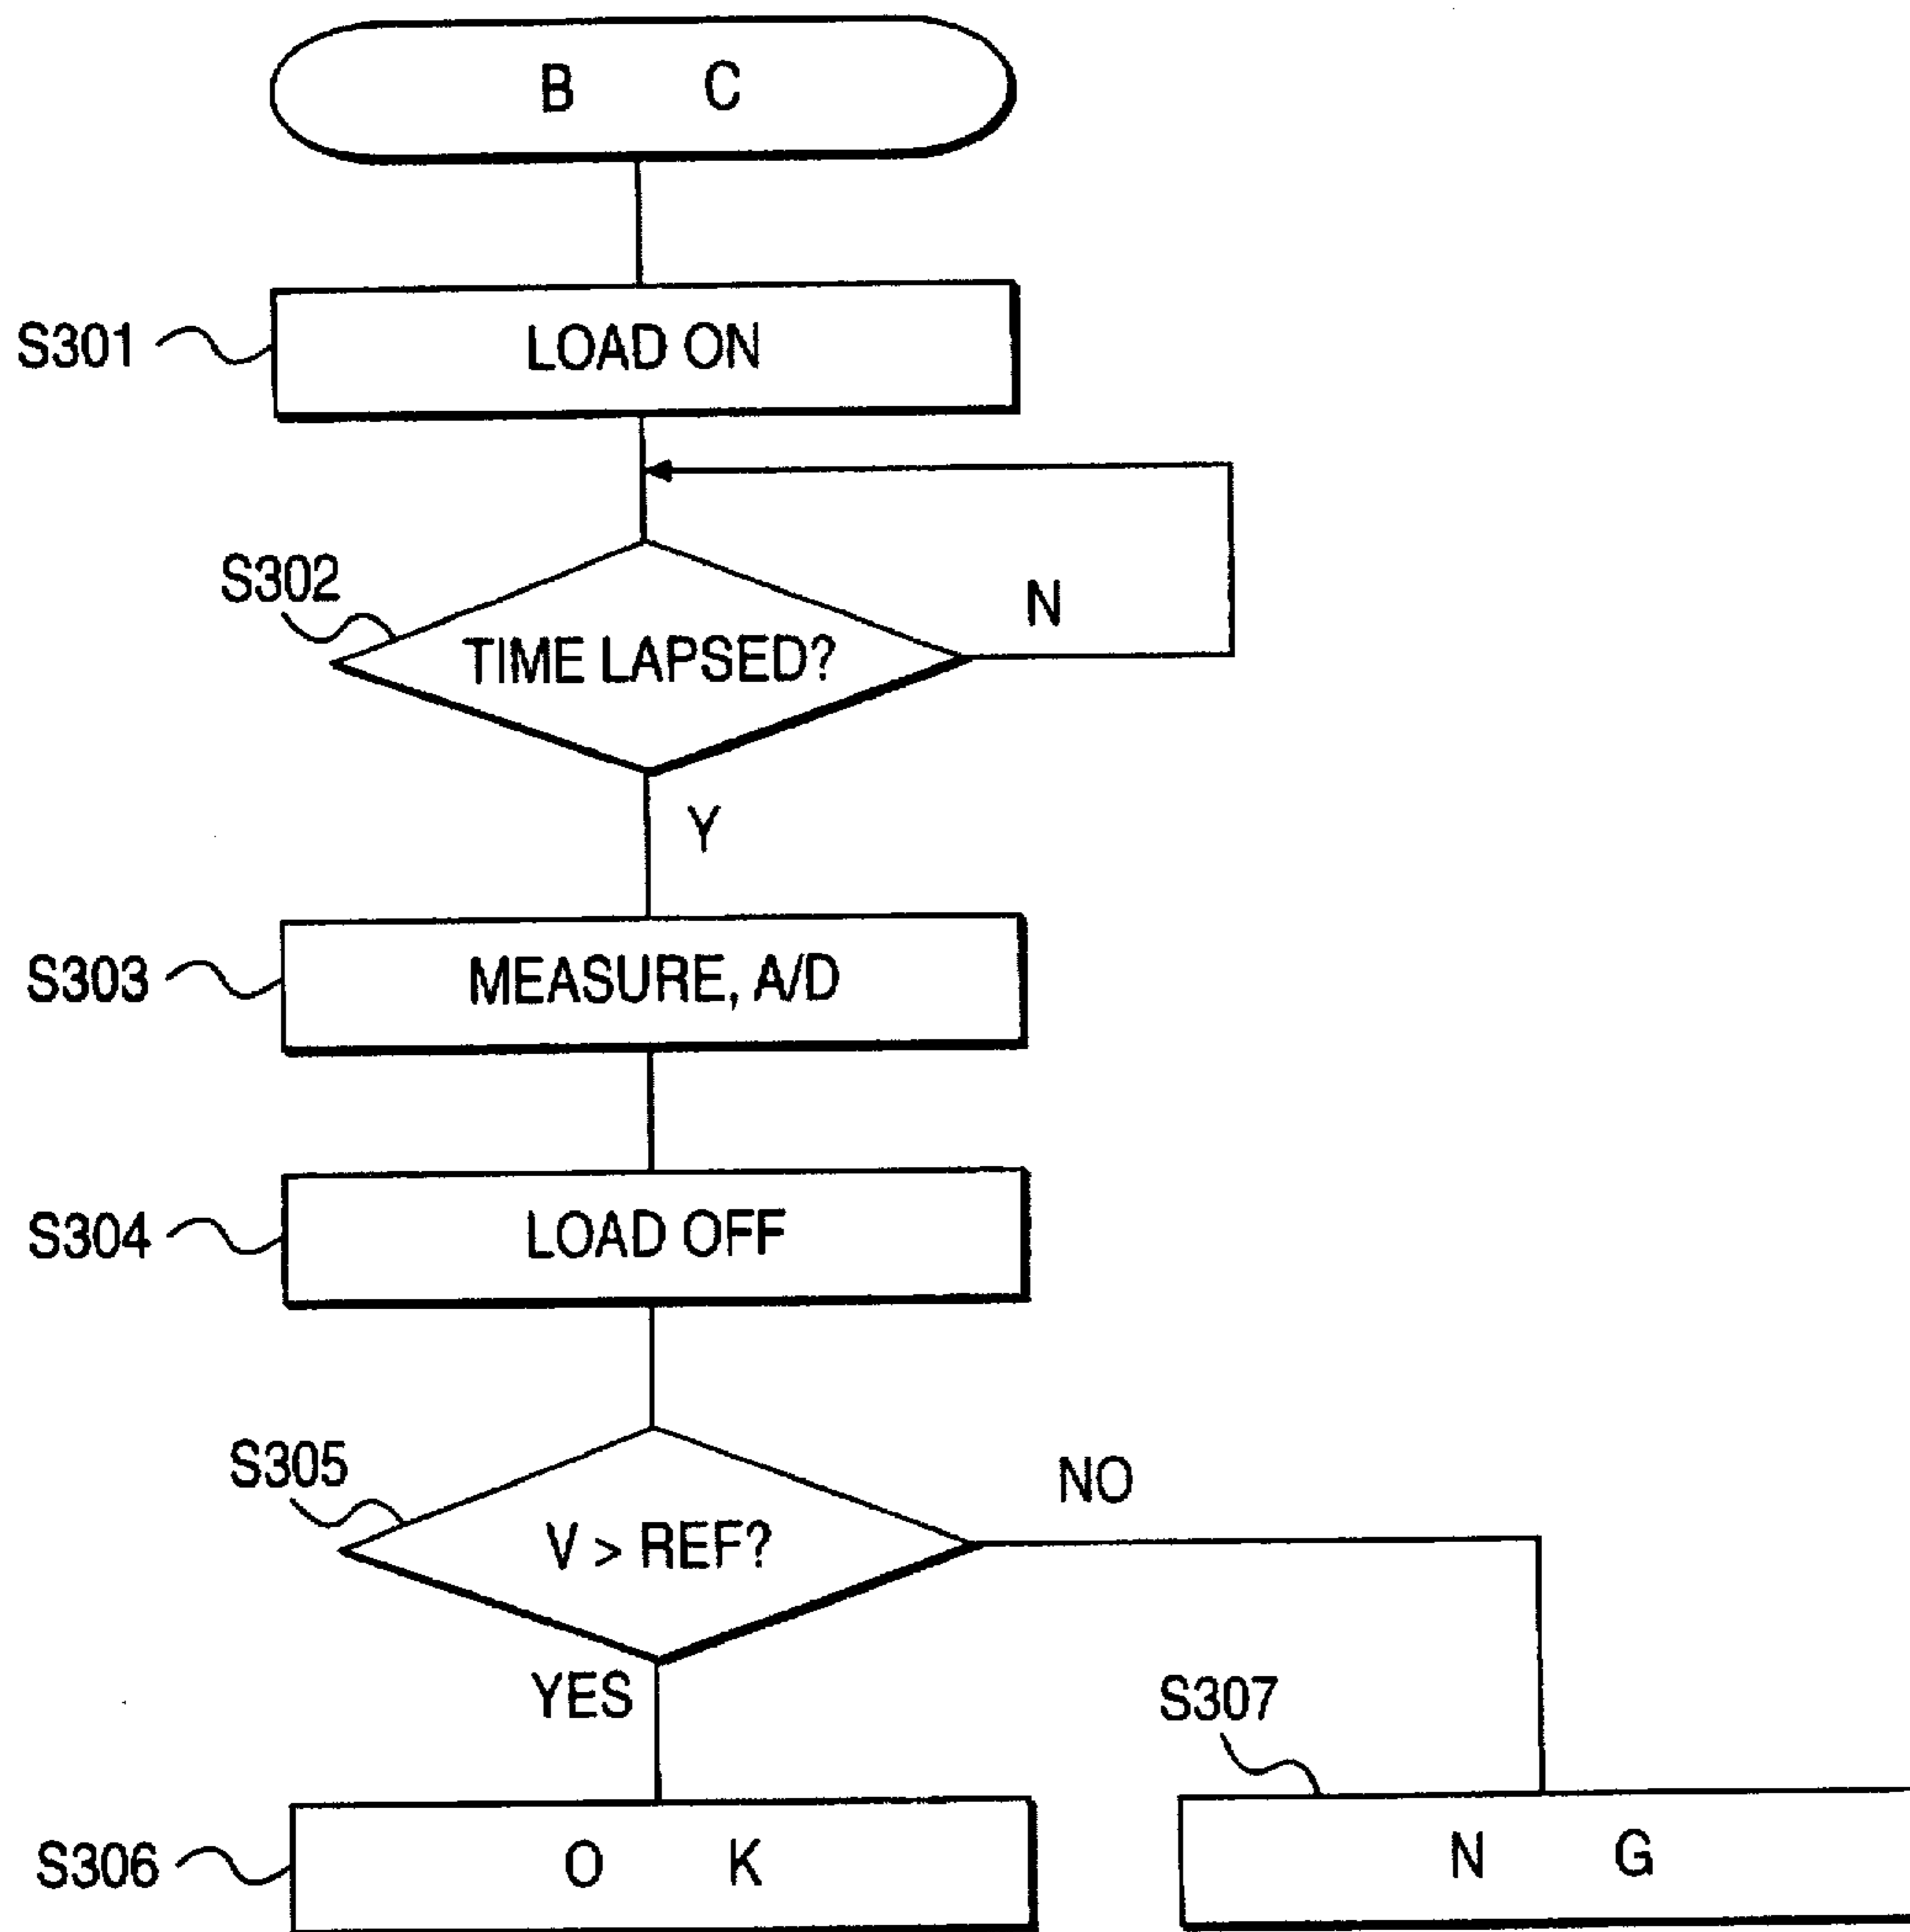 B C
S301
LOAD ON
S302
N
TIME LAPSED?
Y
S303
MEASURE, A/D
S304
LOAD OFF
S305
NO
V > REF?
YES
S307
S306
O K
N G